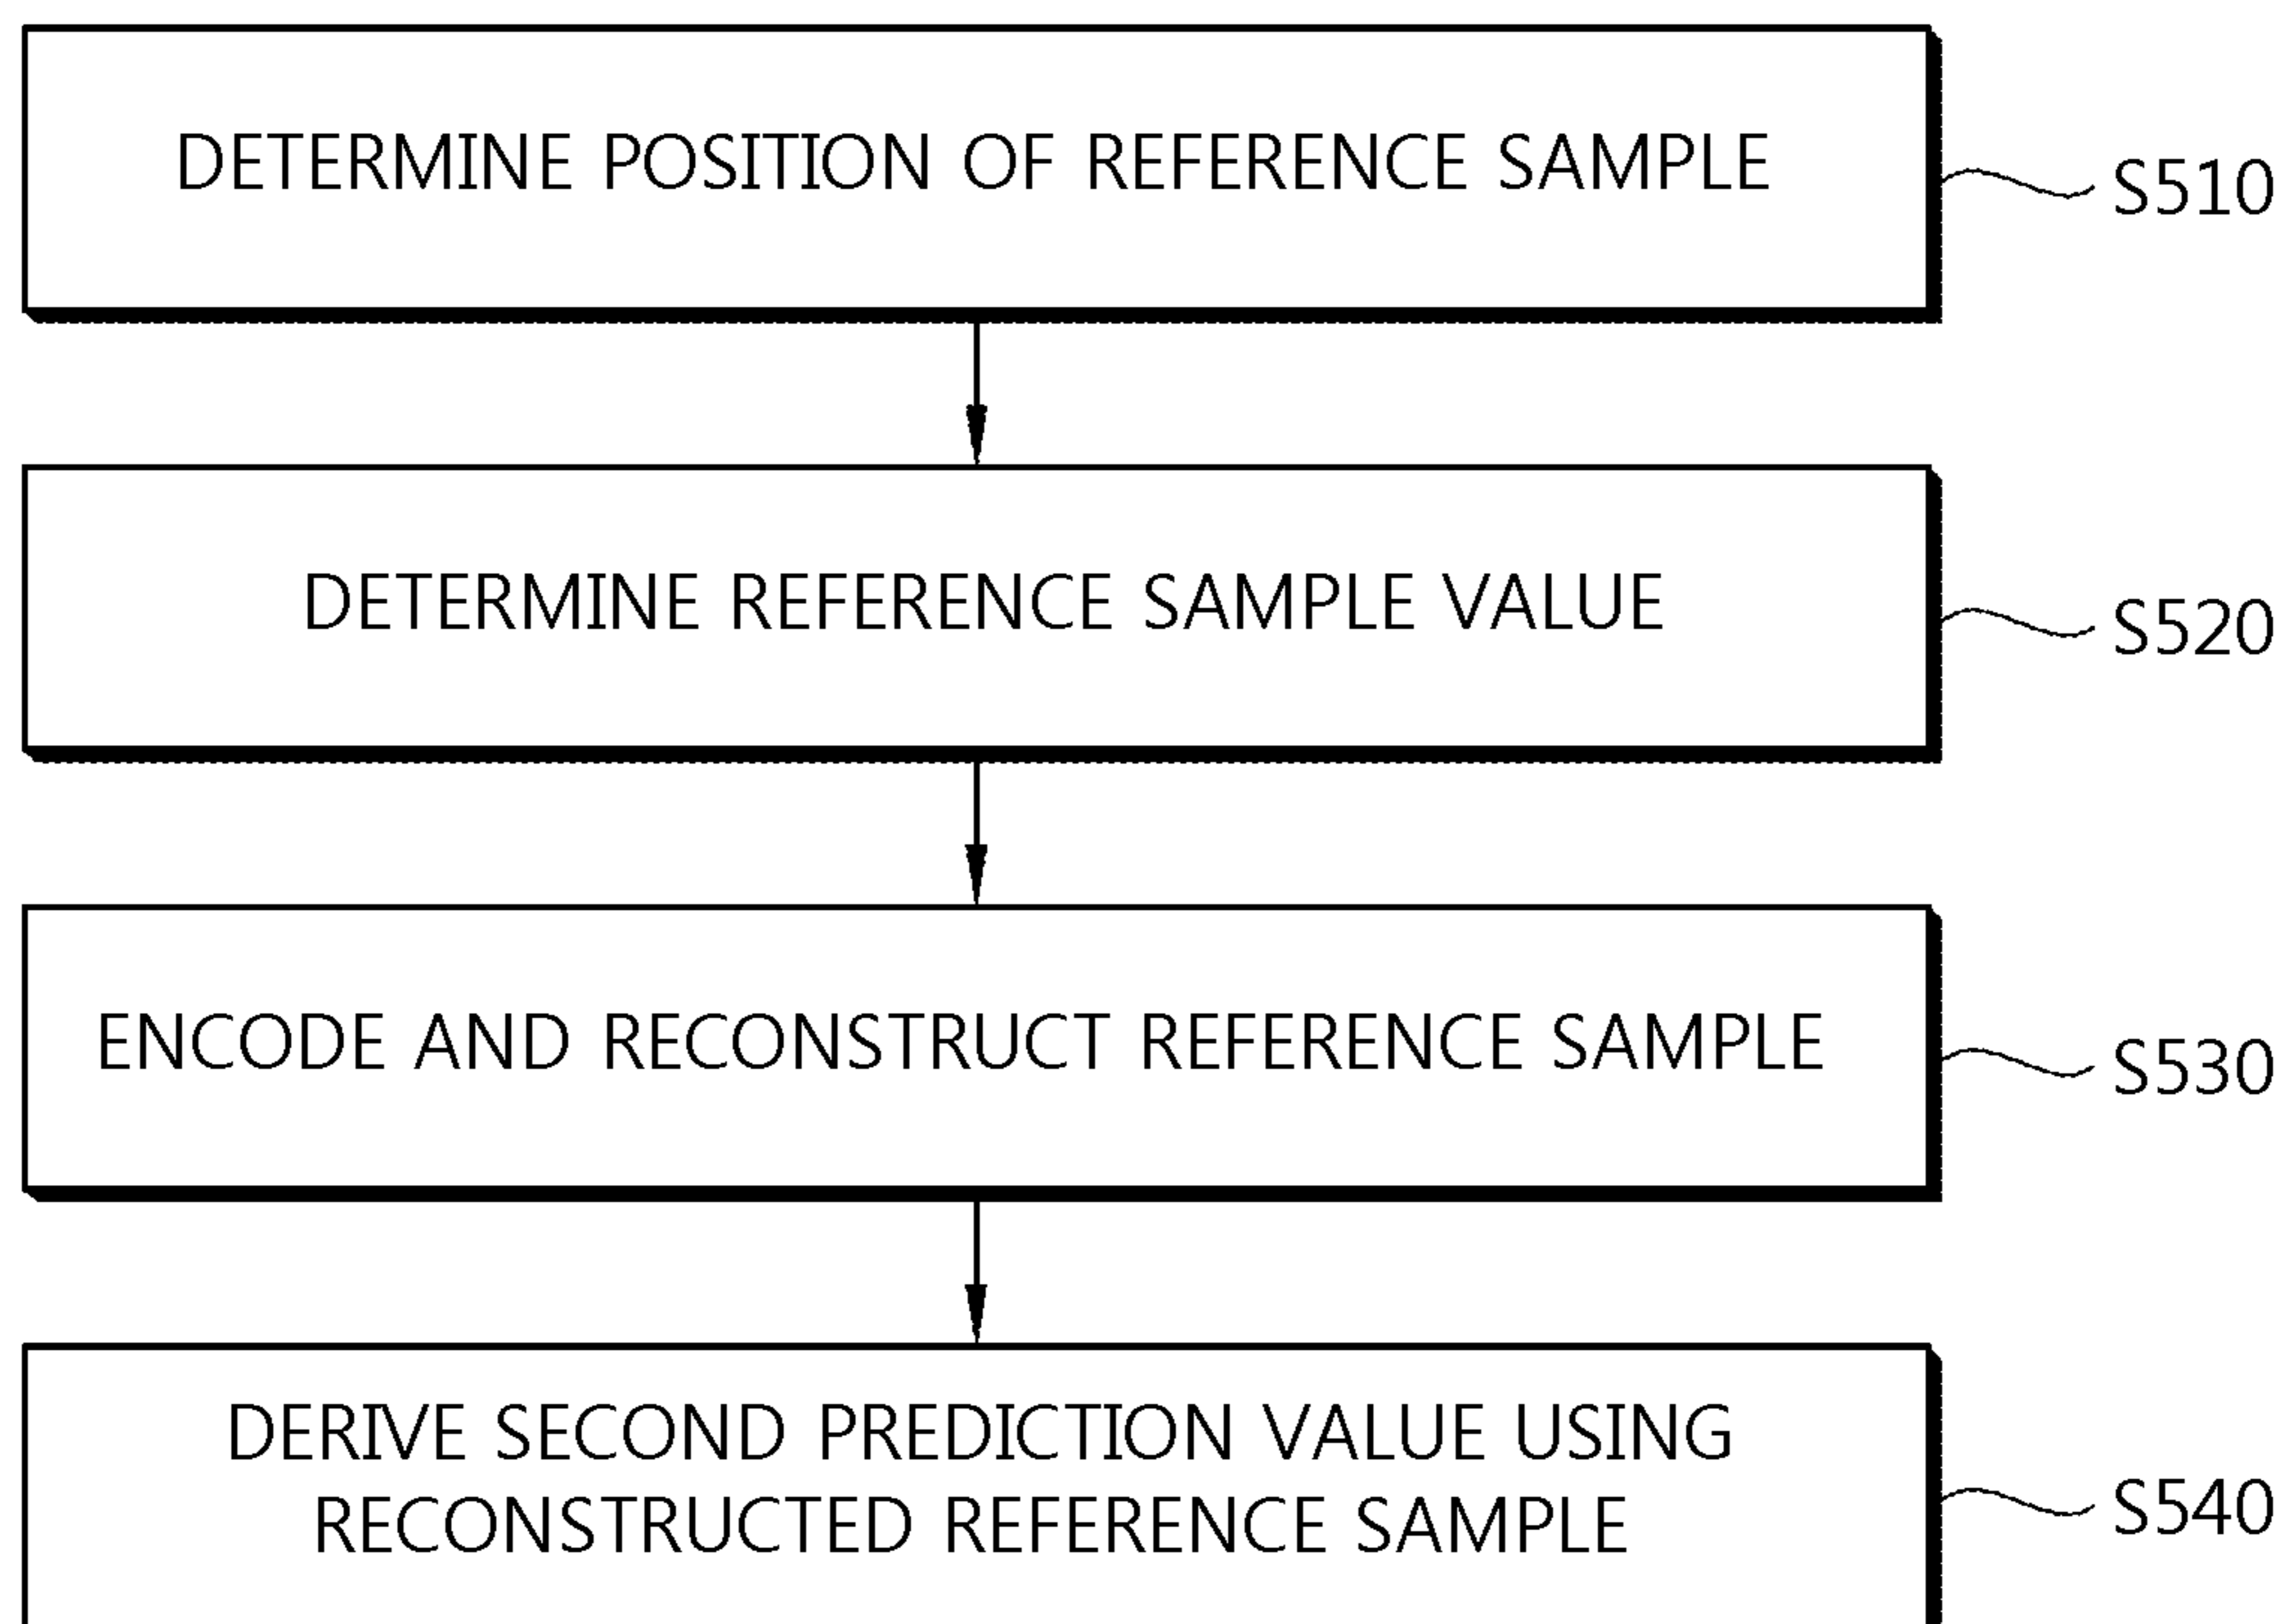 DETERMINE POSITION OF REFERENCE SAMPLE
S510
DETERMINE REFERENCE SAMPLE VALUE
S520
ENCODE AND RECONSTRUCT REFERENCE SAMPLE
S530
DERIVE SECOND PREDICTION VALUE USING
RECONSTRUCTED REFERENCE SAMPLE
S540